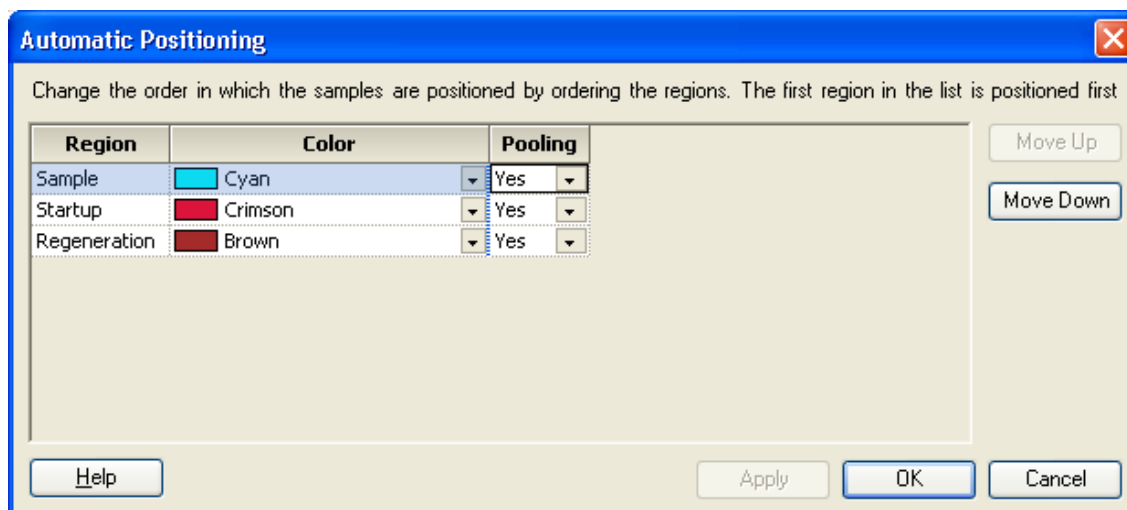 Automatic Positioning
Change the order in which the samples are positioned by ordering the regions. The first region in the list is positioned first
Region Color Pooling
Move Up
Sample Cyan Yes
Move Down
Startup Crimson Yes
Regeneration Brown Yes
Help Apply OK Cancel